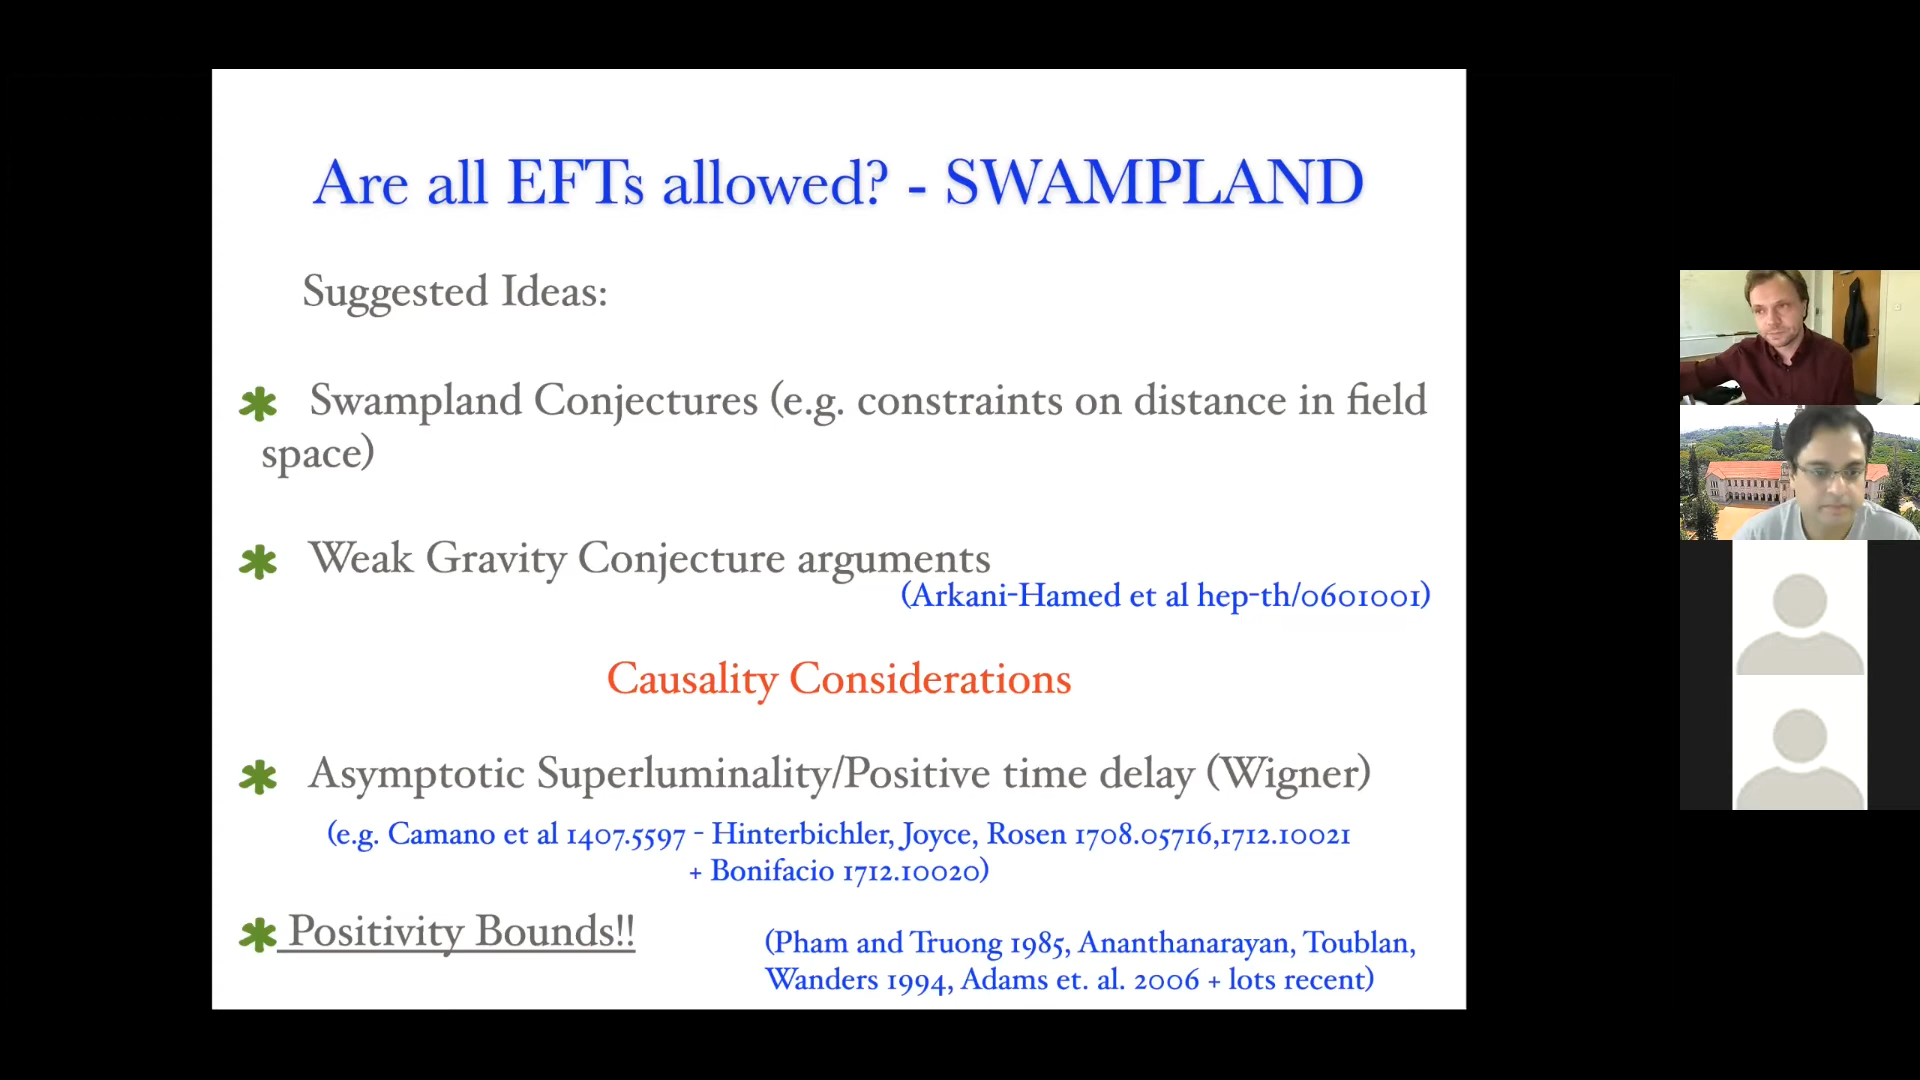 Are all EFTs allowed? - SWAMPLAND
Suggested Ideas:
✱ Swampland Conjectures (e.g. constraints on distance in field
space)
✱ Weak Gravity Conjecture arguments
(Arkani-Hamed et al hep-th/0601001)
Causality Considerations
✱ Asymptotic Superluminality/Positive time delay (Wigner)
(e.g. Camano et al 1407.5597 - Hinterbichler, Joyce, Rosen 1708.05716,1712.10021
+ Bonifacio 1712.10020)
✱ Positivity Bounds!!
(Pham and Truong 1985, Ananthanarayan, Toublan,
Wanders 1994, Adams et. al. 2006 + lots recent)